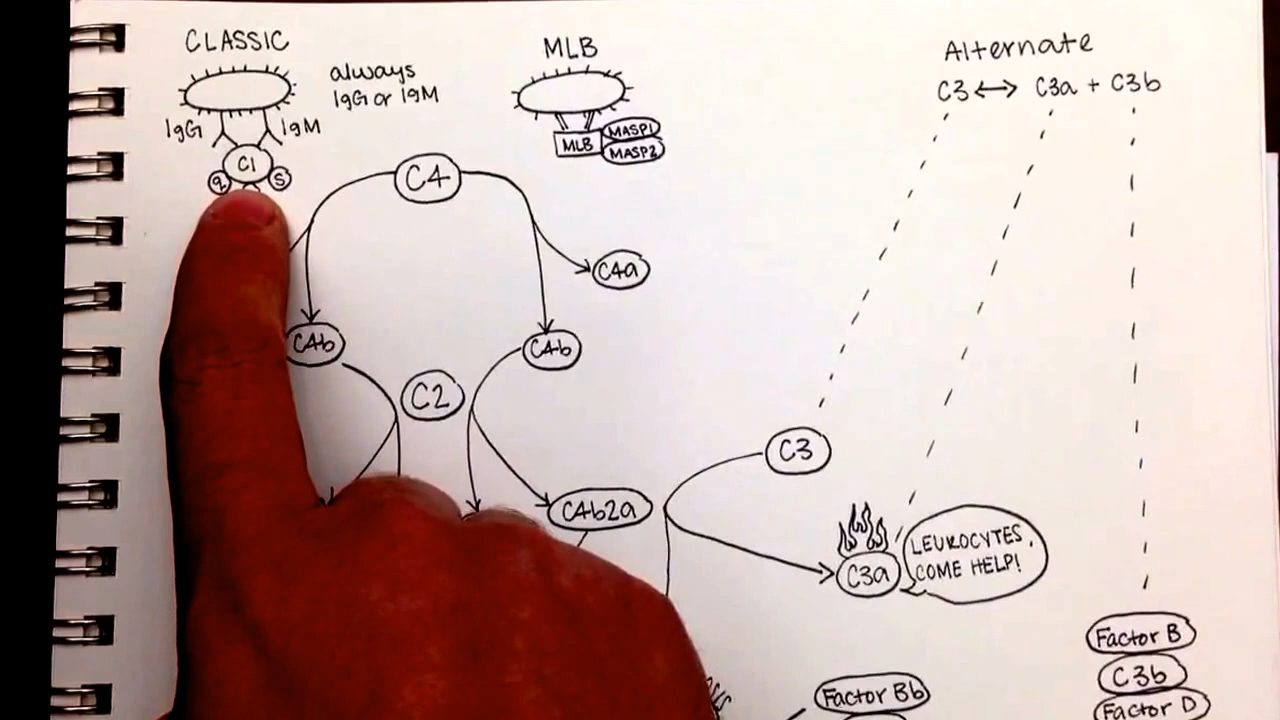 CLASSIC
always
IgG or IgM
IgG
IgM
C1
q
S
MLB
MLB
MASP1
MASP2
Alternate
C3 ↔ C3a + C3b
C4
C4a
C4b
C4b
C2
C4b2a
C3
C3a
LEUKOCYTES,
COME HELP!
Factor B
C3b
Factor D
Factor Bb